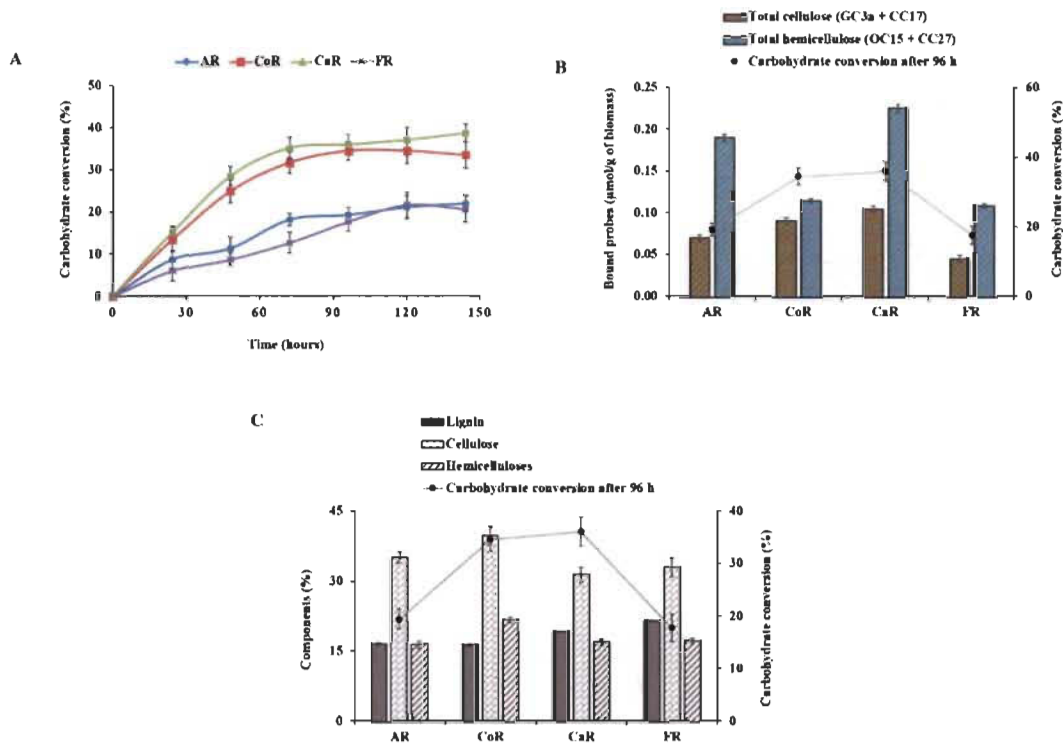 A
AR CoR CaR FR
Carbohydrate conversion (%)
50
40
30
20
10
0
0 30 60 90 120 150
Time (hours)
Total cellulose (GC3a + CC17)
Total hemicellulose (OC15 + CC27)
Carbohydrate conversion after 96 h
B
Bound probes (µmol/g of biomass)
0.25
0.20
0.15
0.10
0.05
0.00
60
40
20
0
Carbohydrate conversion (%)
AR CoR CaR FR
C
Lignin
Cellulose
Hemicelluloses
Carbohydrate conversion after 96 h
Components (%)
45
30
15
0
40
30
20
10
0
Carbohydrate conversion (%)
AR CoR CaR FR